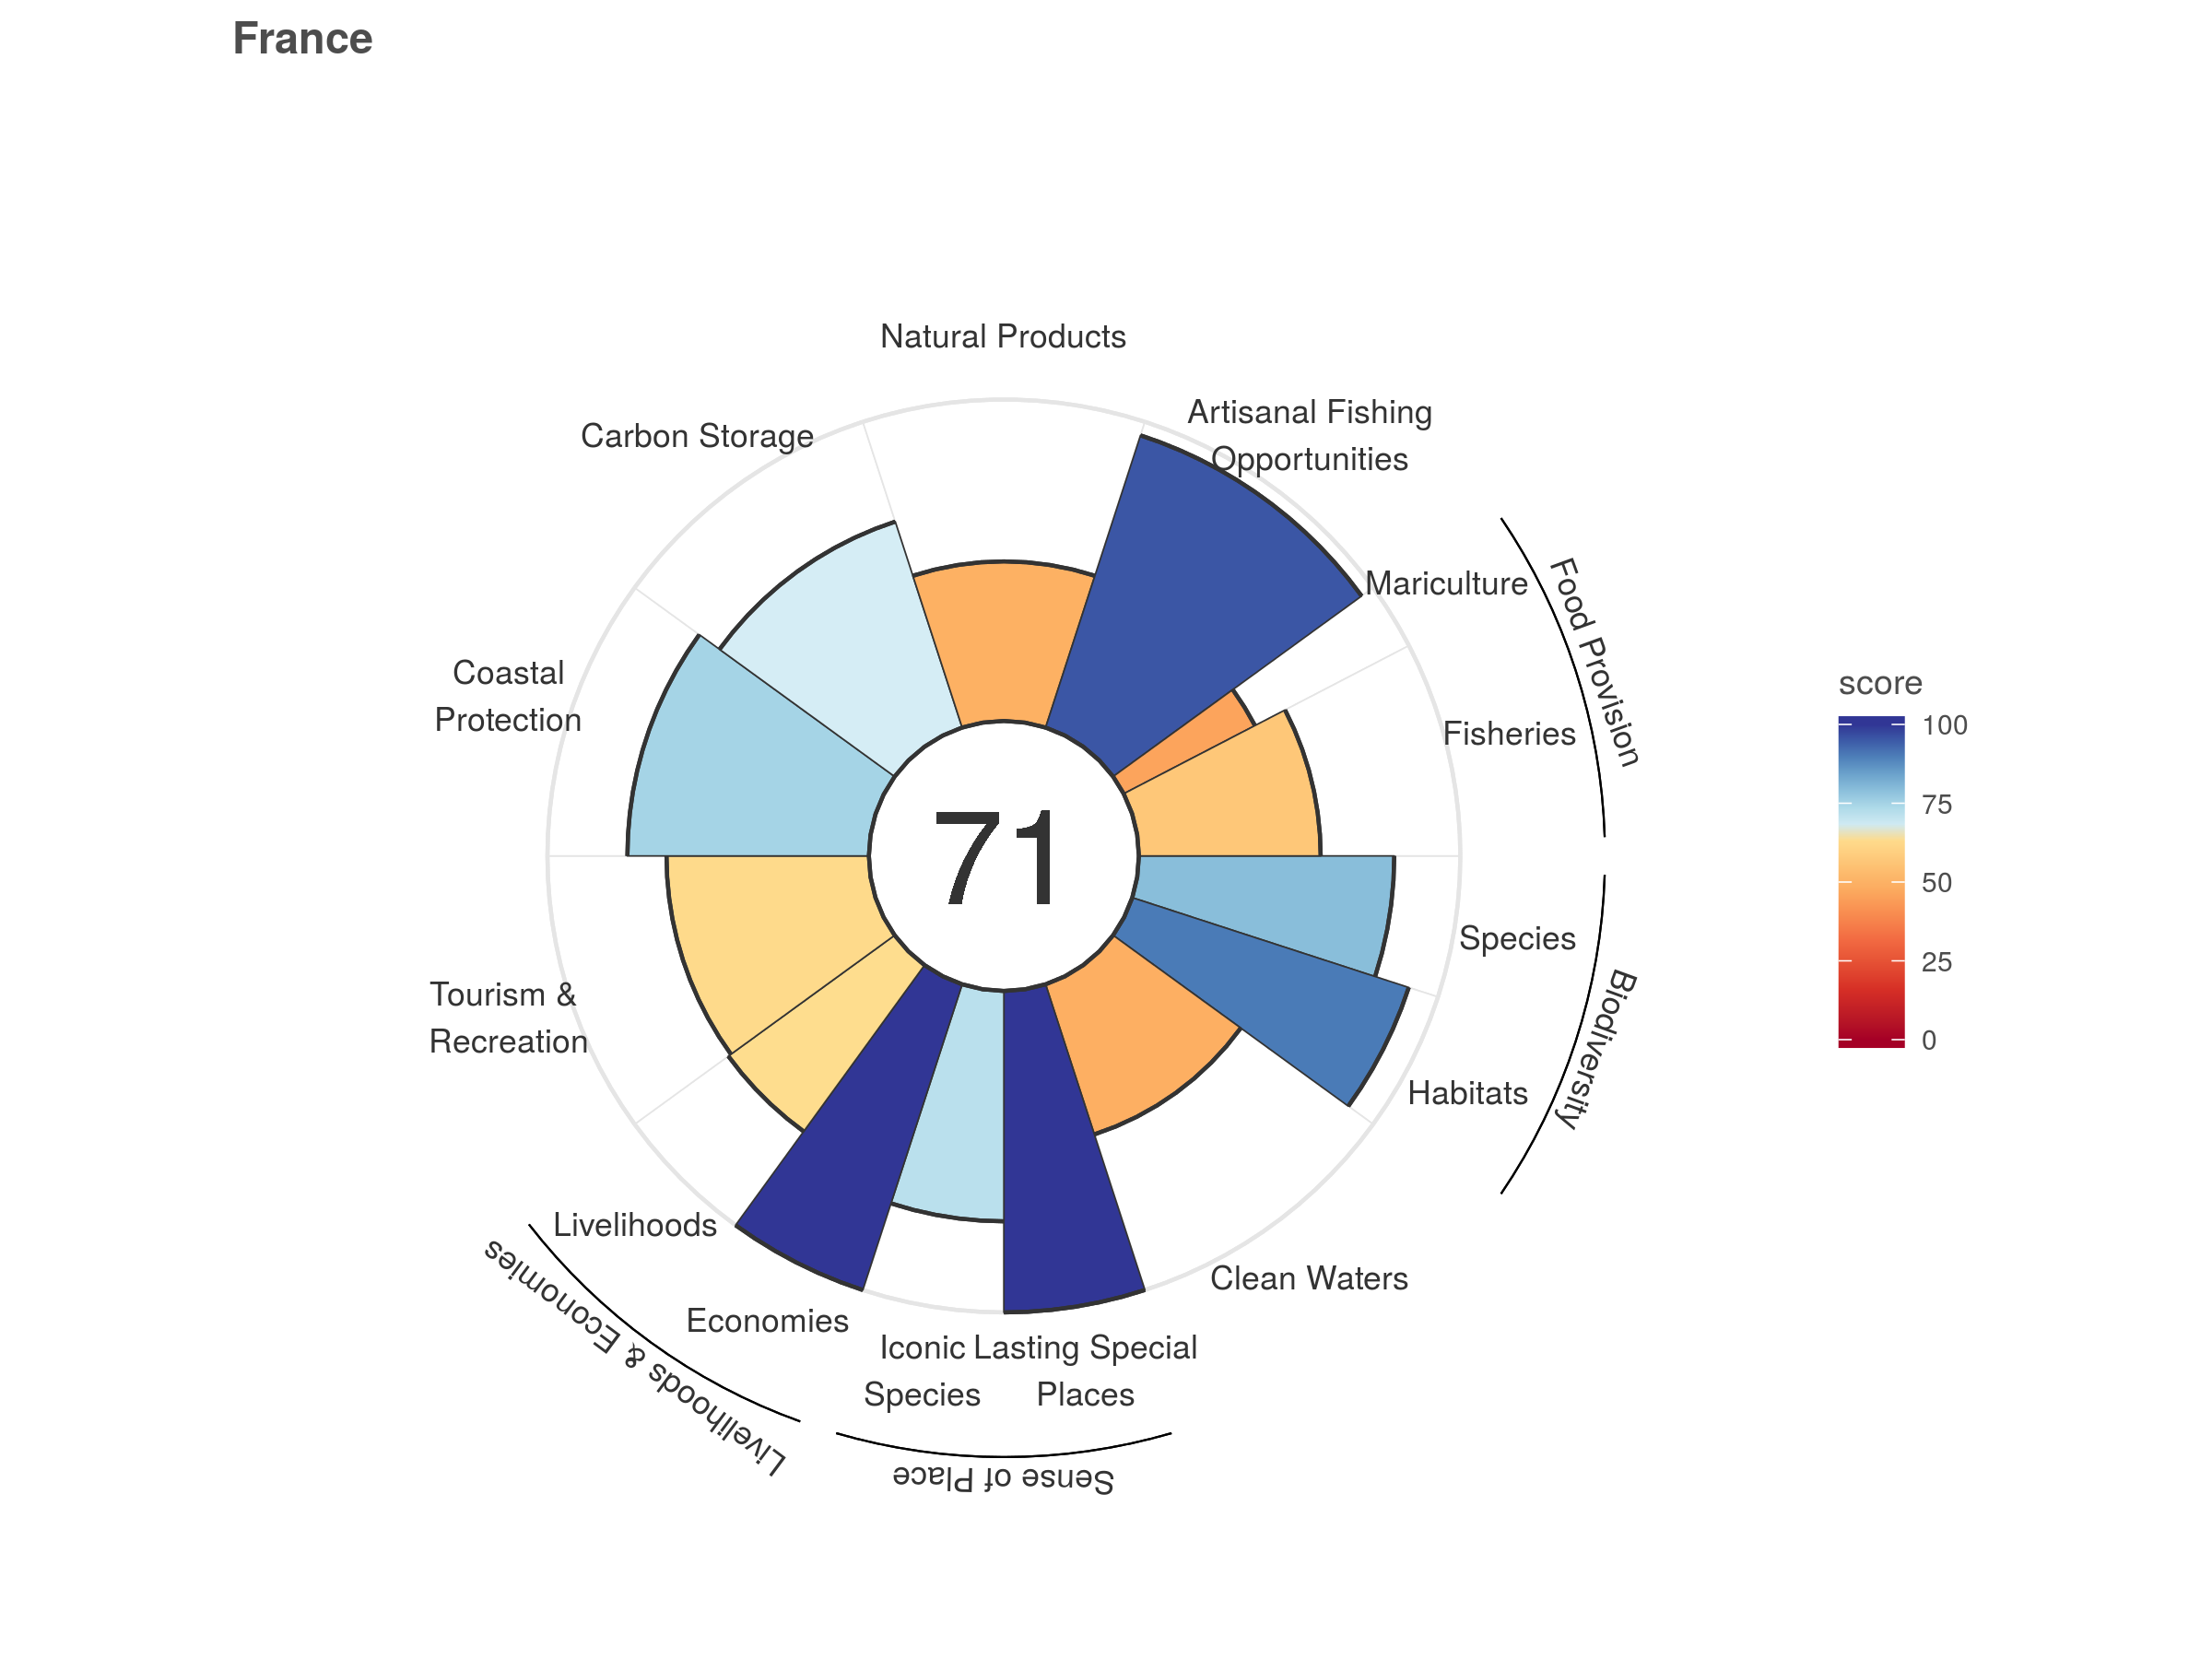 France
Natural Products
Artisanal Fishing
Opportunities
Carbon Storage
Mariculture
Food Provision
Coastal
Protection
Fisheries
score
100
75
50
25
0
71
Species
Biodiversity
Tourism &
Recreation
Habitats
Livelihoods
Clean Waters
Livelihoods & Economies
Economies
Iconic
Species
Lasting Special
Places
Sense of Place